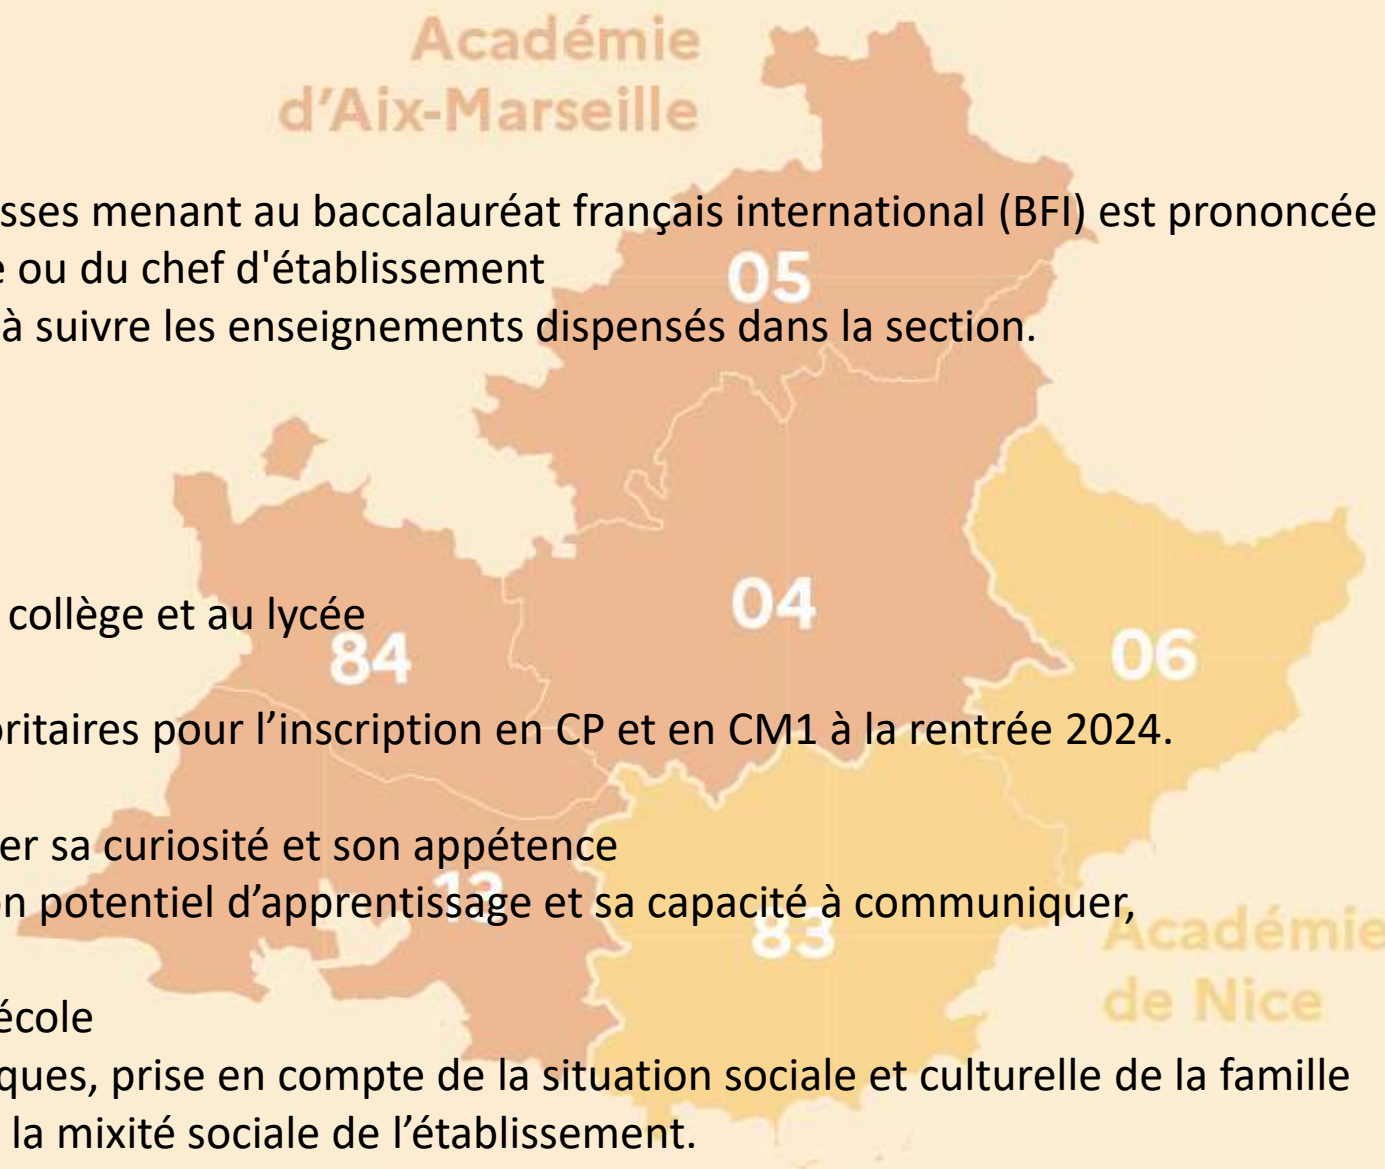 Académie
d'Aix-Marseille
sses menant au baccalauréat français international (BFI) est prononcée
e ou du chef d'établissement
05
à suivre les enseignements dispensés dans la section.
collège et au lycée
04
84
06
oritaires pour l’inscription en CP et en CM1 à la rentrée 2024.
er sa curiosité et son appétence
13
on potentiel d’apprentissage et sa capacité à communiquer,
83
Académie
de Nice
école
iques, prise en compte de la situation sociale et culturelle de la famille
la mixité sociale de l’établissement.